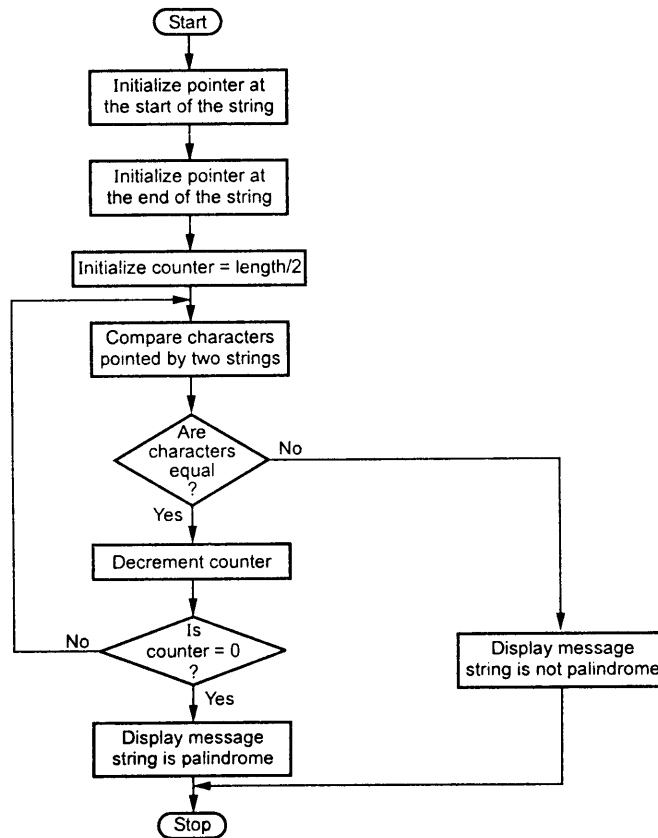 Start
Initialize pointer at
the start of the string
Initialize pointer at
the end of the string
Initialize counter = length/2
Compare characters
pointed by two strings
Are
characters
equal
?
No
Yes
Decrement counter
Is
counter = 0
?
No
Yes
Display message
string is not palindrome
Display message
string is palindrome
Stop